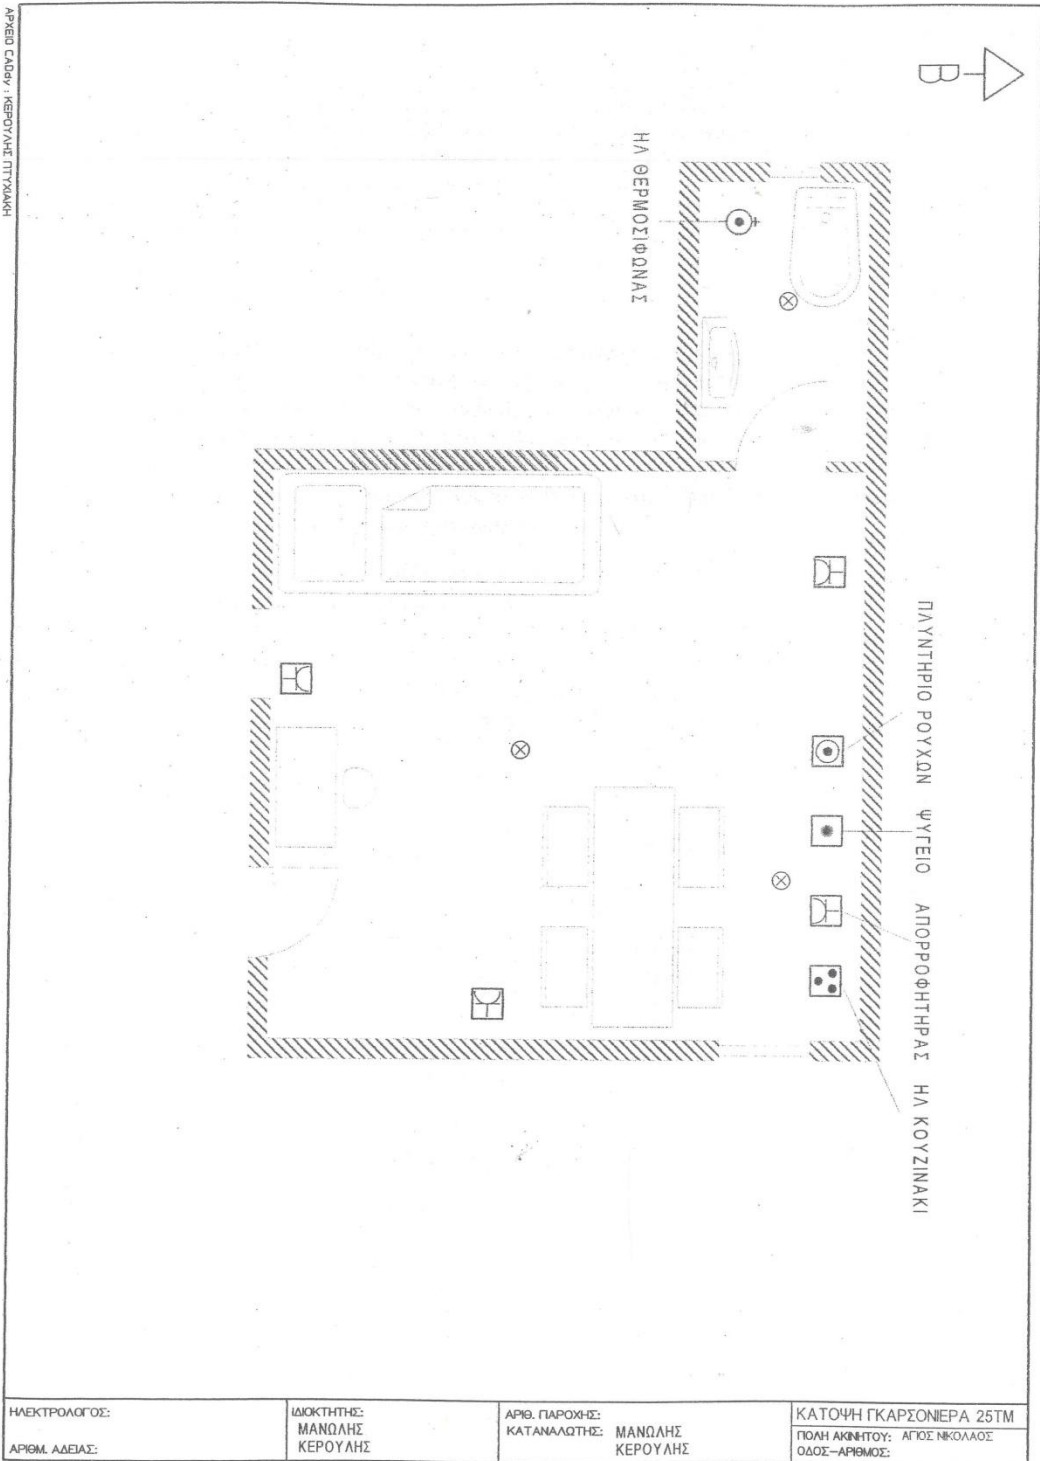 ΑΡΧΕΙΟ CADdy : ΚΕΡΟΥΛΗΣ ΠΤΥΧΙΑΚΗ
Β
ΗΛ ΘΕΡΜΟΣΙΦΩΝΑΣ
ΠΛΥΝΤΗΡΙΟ ΡΟΥΧΩΝ ΨΥΓΕΙΟ ΑΠΟΡΡΟΦΗΤΗΡΑΣ ΗΛ ΚΟΥΖΙΝΑΚΙ
ΗΛΕΚΤΡΟΛΟΓΟΣ:
ΑΡΙΘΜ. ΑΔΕΙΑΣ:
ΙΔΙΟΚΤΗΤΗΣ:
ΜΑΝΩΛΗΣ
ΚΕΡΟΥΛΗΣ
ΑΡΙΘ. ΠΑΡΟΧΗΣ:
ΚΑΤΑΝΑΛΩΤΗΣ: ΜΑΝΩΛΗΣ
ΚΕΡΟΥΛΗΣ
ΚΑΤΟΨΗ ΓΚΑΡΣΟΝΙΕΡΑ 25ΤΜ
ΠΟΛΗ ΑΚΙΝΗΤΟΥ: ΑΓΙΟΣ ΝΙΚΟΛΑΟΣ
ΟΔΟΣ-ΑΡΙΘΜΟΣ: